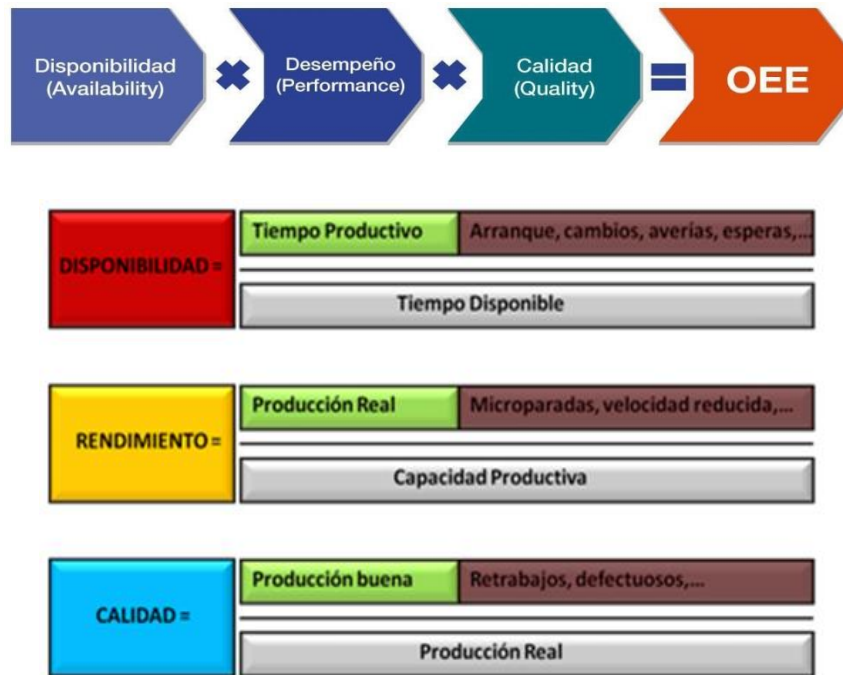 Disponibilidad
(Availability)
✖
Desempeño
(Performance)
✖
Calidad
(Quality)
=
OEE
DISPONIBILIDAD =
Tiempo Productivo
Arranque, cambios, averías, esperas,...
Tiempo Disponible
RENDIMIENTO =
Producción Real
Microparadas, velocidad reducida,...
Capacidad Productiva
CALIDAD =
Producción buena
Retrabajos, defectuosos,...
Producción Real